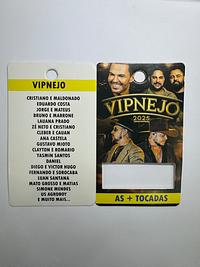 VIPNEJO
CRISTIANO E MALDONADO
EDUARDO COSTA
JORGE E MATEUS
BRUNO E MARRONE
LAUANA PRADO
ZÉ NETO E CRISTIANO
CLEBER E CAUAN
ANA CASTELA
GUSTAVO MIOTO
CLAYTON E ROMÁRIO
YASMIN SANTOS
DANIEL
DIEGO E VICTOR HUGO
FERNANDO E SOROCABA
LUAN SANTANA
MATO GROSSO E MATIAS
SIMONE MENDES
US AGROBOY
E MUITO MAIS...
VIPNEJO
2025
AS + TOCADAS